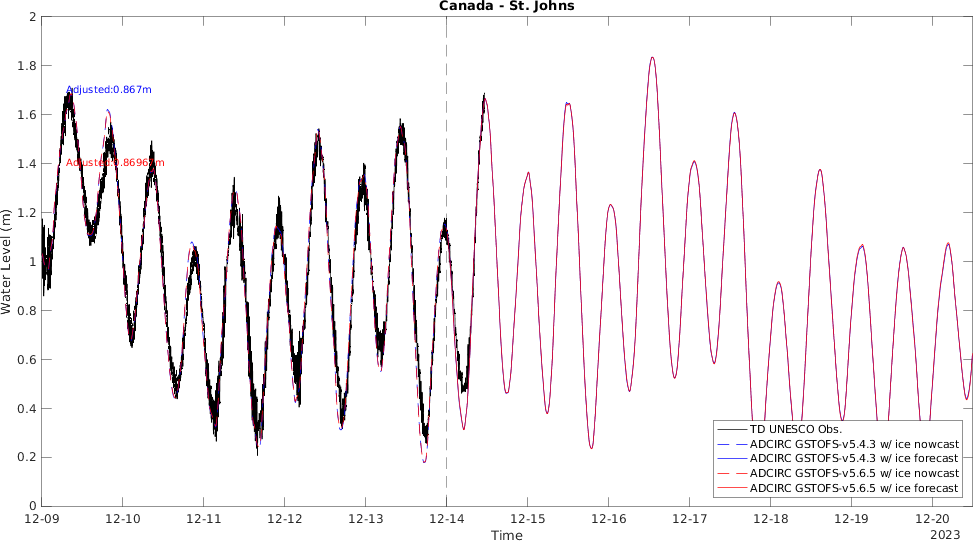 Canada - St. Johns
2
1.8
1.6
1.4
1.2
1
0.8
0.6
0.4
0.2
0
Water Level (m)
Adjusted:0.867m
TD UNESCO Obs.
ADCIRC GSTOFS-v5.4.3 w/ ice nowcast
ADCIRC GSTOFS-v5.4.3 w/ ice forecast
ADCIRC GSTOFS-v5.6.5 w/ ice nowcast
ADCIRC GSTOFS-v5.6.5 w/ ice forecast
12-09 12-10 12-11 12-12 12-13 12-14 12-15 12-16 12-17 12-18 12-19 12-20
2023
Time